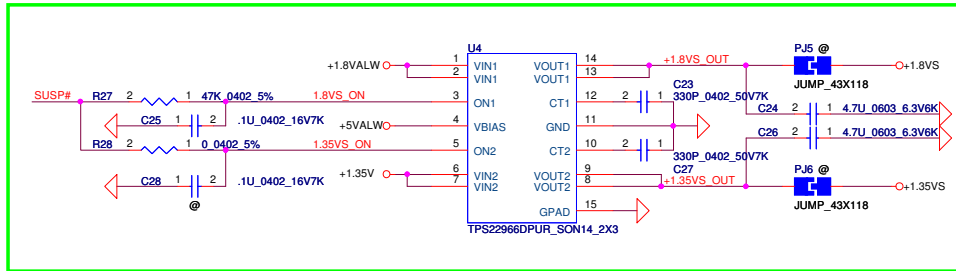 U4
PJ5 @
+1.8VALW 1 VIN1 VOUT1 14 +1.8VS_OUT +1.8VS
2 VIN1 VOUT1 13
JUMP_43X118
SUSP# R27 2 1 47K_0402_5% 1.8VS_ON 3 ON1 CT1 12 C23
330P_0402_50V7K
C25 1 2 .1U_0402_16V7K
C24 2 1 4.7U_0603_6.3V6K
+5VALW 4 VBIAS GND 11
C26 2 1 4.7U_0603_6.3V6K
R28 2 1 0_0402_5% 1.35VS_ON 5 ON2 CT2 10
330P_0402_50V7K
C27
+1.35V 6 VIN2 VOUT2 9
7 VIN2 VOUT2 8 +1.35VS_OUT PJ6 @ +1.35VS
C28 1 2 .1U_0402_16V7K
@
JUMP_43X118
GPAD 15
TPS22966DPUR_SON14_2X3